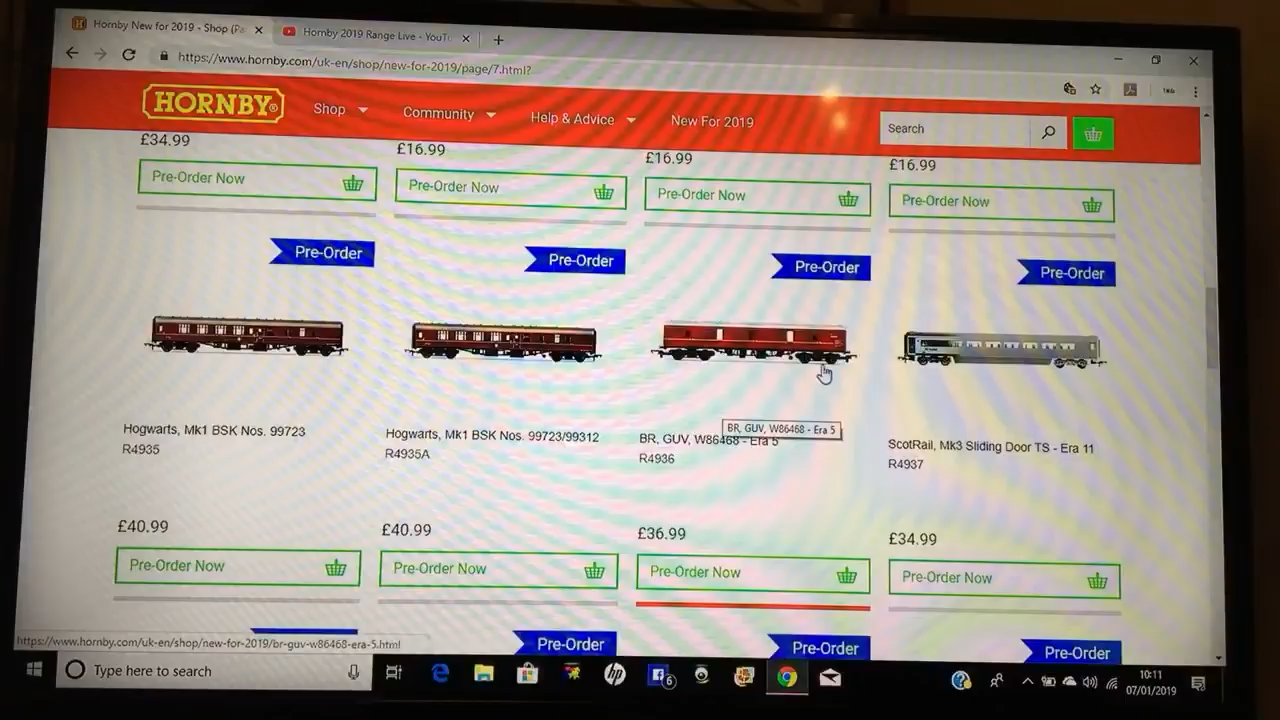 Hornby New for 2019 - Shop (Pa
Hornby 2019 Range Live - YouTu
https://www.hornby.com/uk-en/shop/new-for-2019/page/7.html?
HORNBY®
Shop
Community
Help & Advice
New For 2019
Search
£34.99
£16.99
£16.99
£16.99
Pre-Order Now
Pre-Order Now
Pre-Order Now
Pre-Order Now
Pre-Order
Pre-Order
Pre-Order
Pre-Order
Hogwarts, Mk1 BSK Nos. 99723
R4935
Hogwarts, Mk1 BSK Nos. 99723/99312
R4935A
BR, GUV, W86468 - Era 5
BR, GUV, W86468 - Era 5
R4936
ScotRail, Mk3 Sliding Door TS - Era 11
R4937
£40.99
£40.99
£36.99
£34.99
Pre-Order Now
Pre-Order Now
Pre-Order Now
Pre-Order Now
https://www.hornby.com/uk-en/shop/new-for-2019/br-guv-w86468-era-5.html
Pre-Order
Pre-Order
Pre-Order
Type here to search
hp
6
10:11
07/01/2019